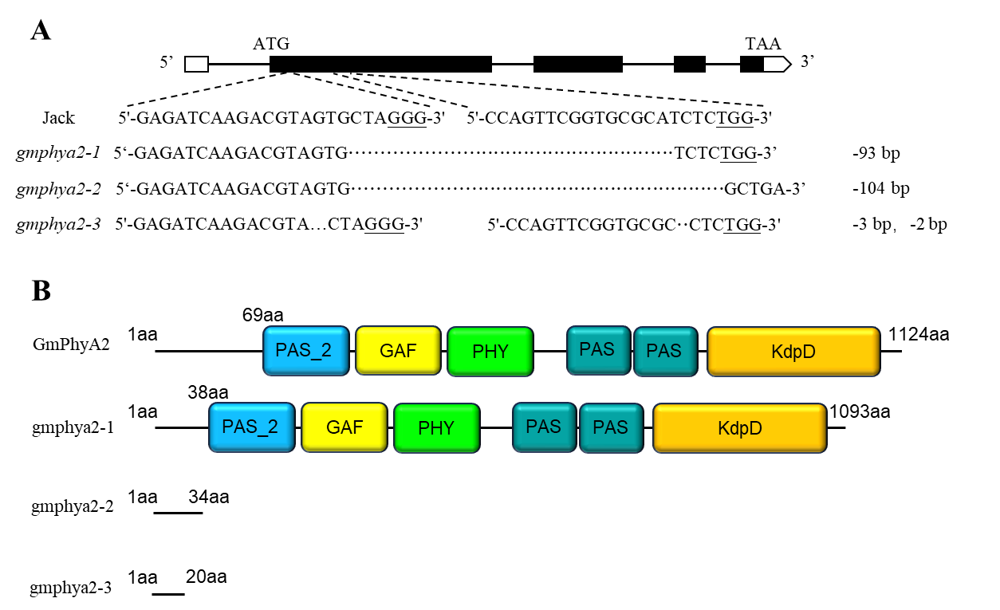 A
ATG TAA
5’ 3’
Jack 5'-GAGATCAAGACGTAGTGCTAGGG-3' 5'-CCAGTTCGGTGCGCATCTCTGG-3'
gmphya2-1 5‘-GAGATCAAGACGTAGTG·············································TCTCTGG-3’ -93 bp
gmphya2-2 5‘-GAGATCAAGACGTAGTG····················································GCTGA-3’ -104 bp
gmphya2-3 5'-GAGATCAAGACGTA…CTAGGG-3' 5'-CCAGTTCGGTGCGC··CTCTGG-3' -3 bp, -2 bp
B
GmPhyA2 1aa 69aa PAS_2 GAF PHY PAS PAS KdpD 1124aa
gmphya2-1 1aa 38aa PAS_2 GAF PHY PAS PAS KdpD 1093aa
gmphya2-2 1aa 34aa
gmphya2-3 1aa 20aa